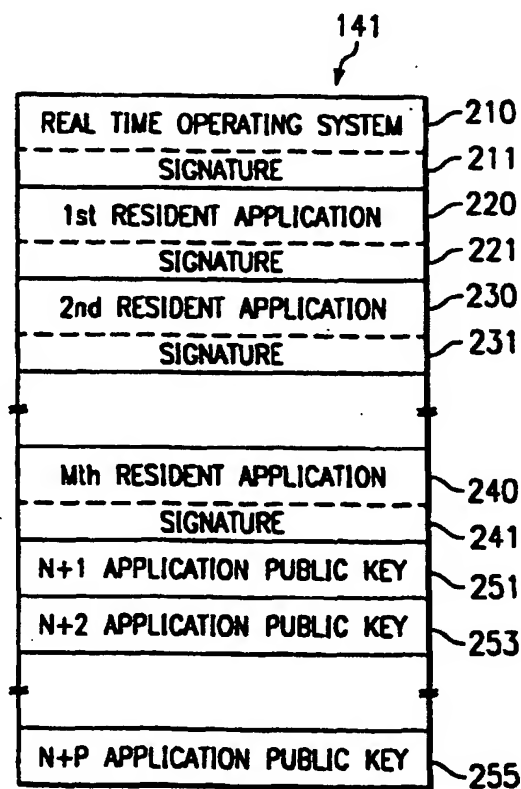 141
REAL TIME OPERATING SYSTEM 210
SIGNATURE 211
1st RESIDENT APPLICATION 220
SIGNATURE 221
2nd RESIDENT APPLICATION 230
SIGNATURE 231
Mth RESIDENT APPLICATION 240
SIGNATURE 241
N+1 APPLICATION PUBLIC KEY 251
N+2 APPLICATION PUBLIC KEY 253
N+P APPLICATION PUBLIC KEY 255